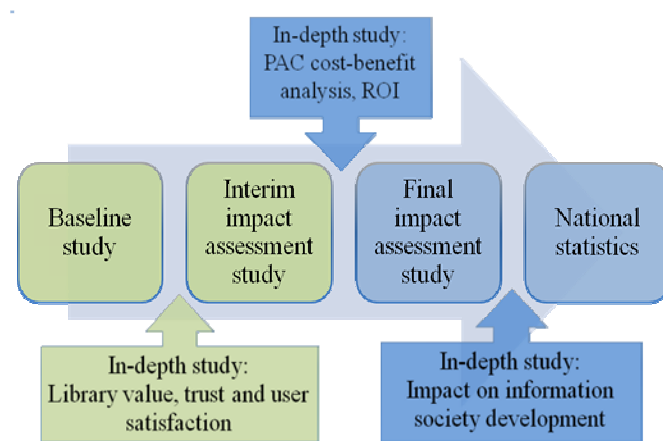 In-depth study:
PAC cost-benefit
analysis, ROI
Baseline
study
Interim
impact
assessment
study
Final
impact
assessment
study
National
statistics
In-depth study:
Library value, trust and user
satisfaction
In-depth study:
Impact on information
society development